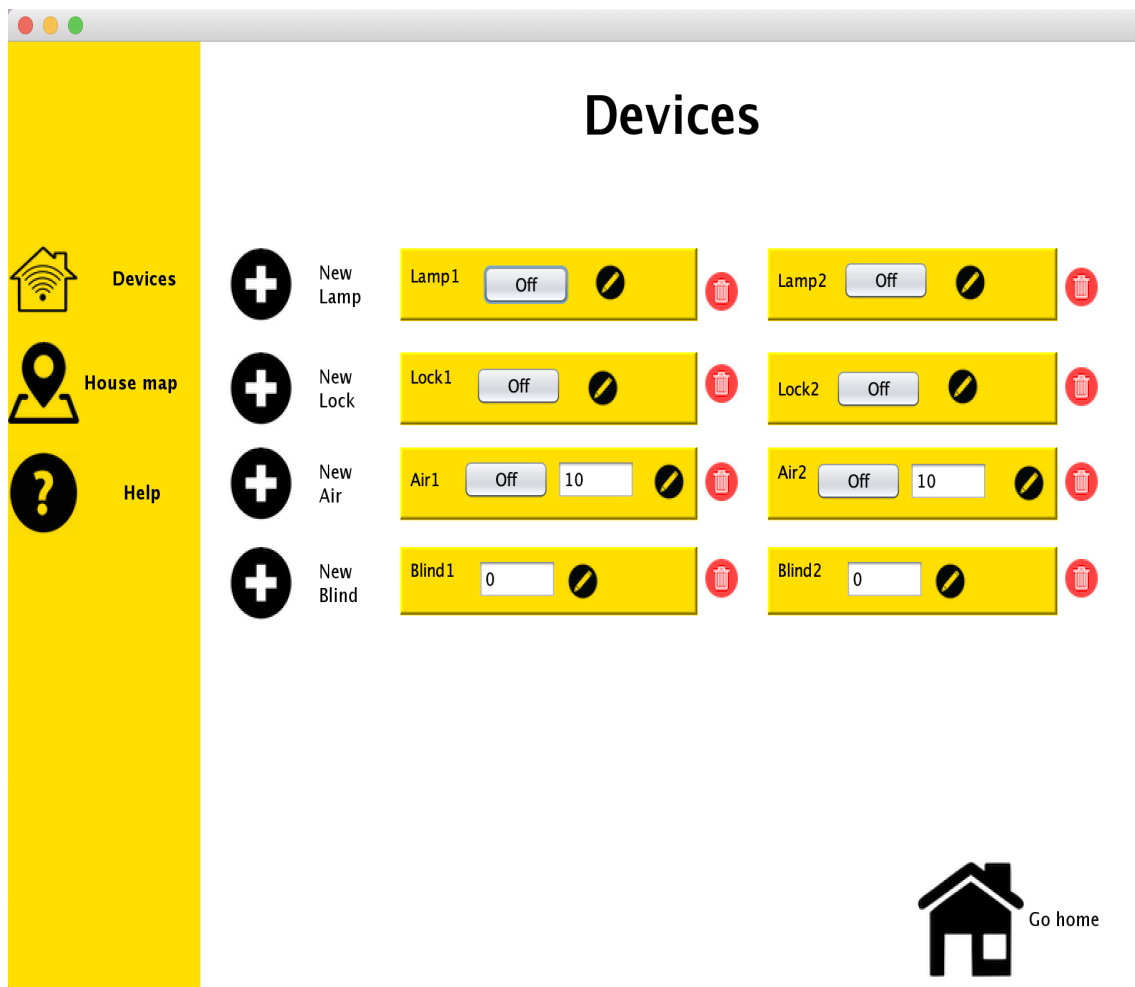 Devices
Devices
House map
Help
New
Lamp
Lamp1
Off
Lamp2
Off
New
Lock
Lock1
Off
Lock2
Off
New
Air
Air1
Off
10
Air2
Off
10
New
Blind
Blind1
0
Blind2
0
Go home